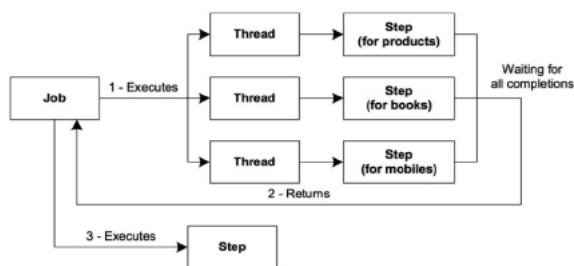 Thread
Step
(for products)
Waiting for
all completions
Job
1 - Executes
Thread
Step
(for books)
Thread
Step
(for mobiles)
2 - Returns
3 - Executes
Step